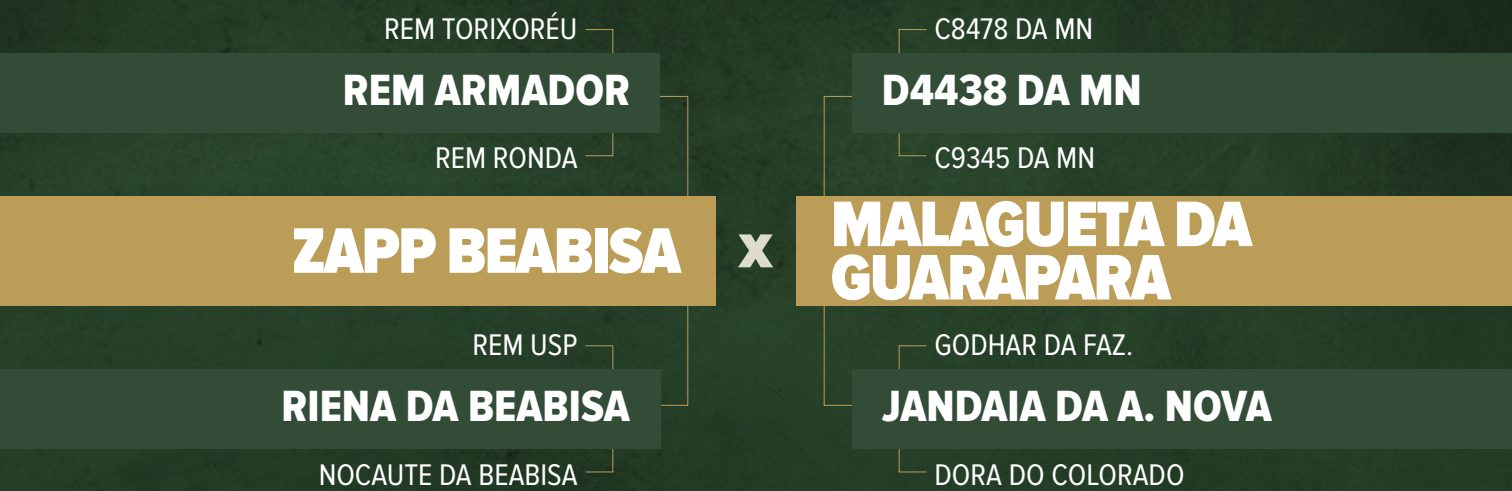 REM TORIXORÉU
REM ARMADOR
REM RONDA
ZAPP BEABISA
REM USP
RIENA DA BEABISA
NOCAUTE DA BEABISA
X
C8478 DA MN
D4438 DA MN
C9345 DA MN
MALAGUETA DA
GUARAPARA
GODHAR DA FAZ.
JANDAIA DA A. NOVA
DORA DO COLORADO